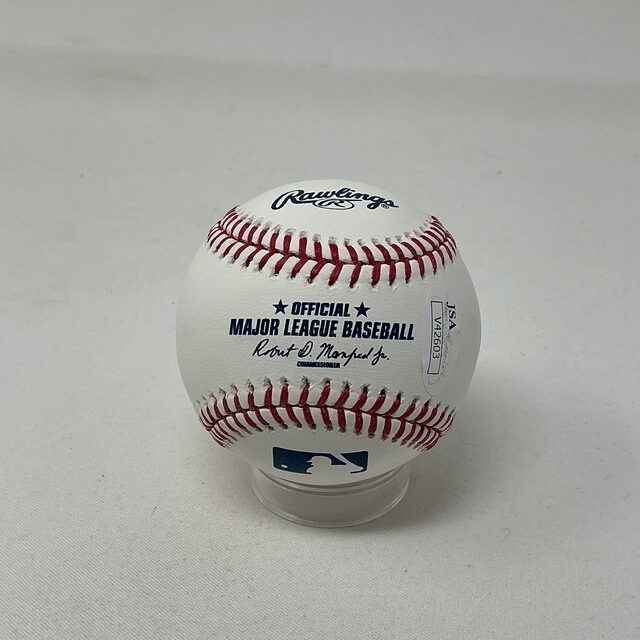 Rawlings
R
★ OFFICIAL ★
MAJOR LEAGUE BASEBALL
Robert D. Manfred Jr.
COMMISSIONER
JSA
V42603